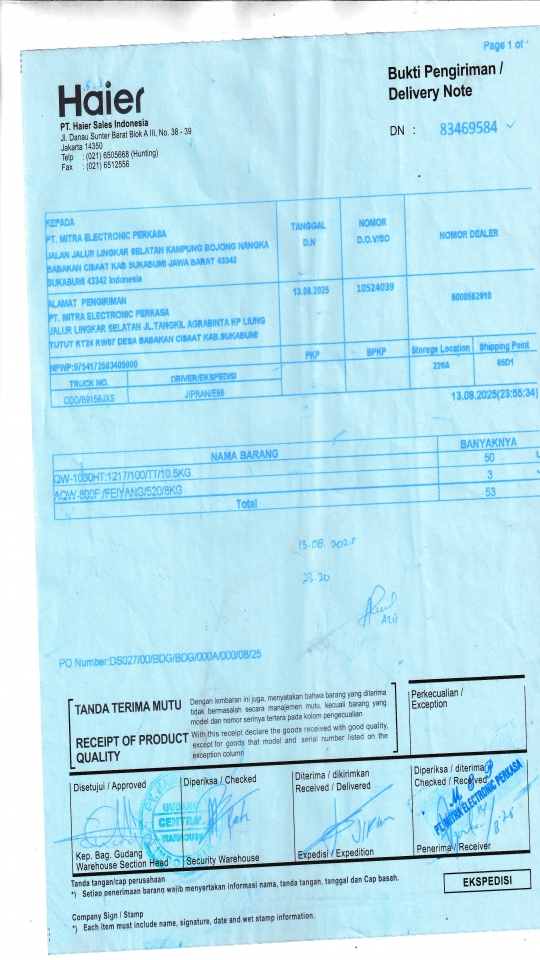 Page 1 of
Haier
Bukti Pengiriman /
Delivery Note
PT. Haier Sales Indonesia
Jl. Danau Sunter Barat Blok A III, No. 38 - 39
Jakarta 14350
Telp : (021) 6505668 (Hunting)
Fax : (021) 6512556
DN : 83469584
KEPADA
PT. MITRA ELECTRONIC PERKASA
JALAN JALUR LINGKAR SELATAN KAMPUNG BOJONG NANGKA
BABAKAN CISAAT KAB SUKABUMI JAWA BARAT 43342
SUKABUMI 43342 Indonesia
TANGGAL
D.N
NOMOR
D.O.V/SO
NOMOR DEALER
ALAMAT PENGIRIMAN
PT. MITRA ELECTRONIC PERKASA
JALUR LINGKAR SELATAN JL.TANGKIL AGRABINTA KP LIUNG
TUTUT RT24 RW07 DESA BABAKAN CISAAT KAB.SUKABUMI
13.08.2025
10524039
6000582910
NPWP:0754172583405000
PKP
BPKP
Storege Location
Shipping Point
220A
65D1
TRUCK NO.
DRIVER/EKSPEDISI
CDD/B9156JXS
JIPRAN/E88
13.08.2025(23:55:34)
NAMA BARANG
BANYAKNYA
QW-1030HT:1217/100/TT/10.5KG
50
AQW-800F:/FEIYANG/520/8KG
3
Total
53
13.08.2025
23.20
PO Number:DS027/00/BDG/BDG/000A/000/08/25
TANDA TERIMA MUTU
Dengan lembaran ini juga, menyatakan bahwa barang yang diterima
tidak bermasalah secara manajemen mutu, kecuali barang yang
model dan nomor serinya tertera pada kolom pengecualian
RECEIPT OF PRODUCT
QUALITY
With this receipt declare the goods received with good quality,
except for goods that model and serial number listed on the
exception column
Perkecualian /
Exception
Disetujui / Approved
Diperiksa / Checked
Diterima / dikirimkan
Received / Delivered
Diperiksa / diterima
Checked / Received
GUDANG
CENTRAL
WAREHOUSE
JIPRAN
PT. MITRA ELECTRONIC PERKASA
Kep. Bag. Gudang
Warehouse Section Head
Security Warehouse
Expedisi / Expedition
Penerima / Receiver
Tanda tangan/cap perusahaan
*) Setiap penerimaan barang wajib menyertakan informasi nama, tanda tangan, tanggal dan Cap basah.
EKSPEDISI
Company Sign / Stamp
*) Each item must include name, signature, date and wet stamp information.